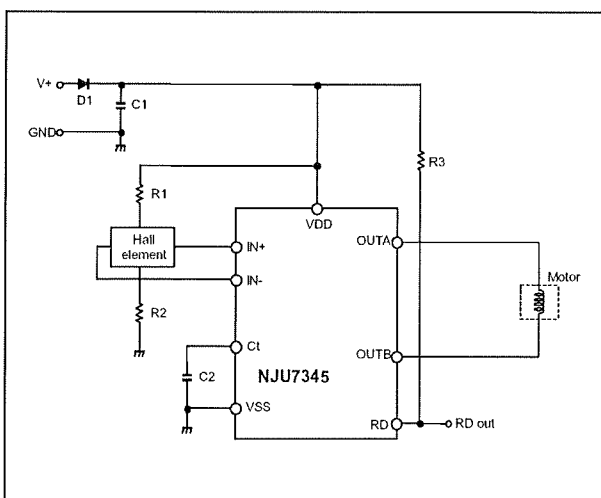 V+
D1
C1
GND
R3
R1
VDD
Hall
element
IN+
OUTA
IN-
Motor
R2
Ct
OUTB
C2
NJU7345
VSS
RD
RD out